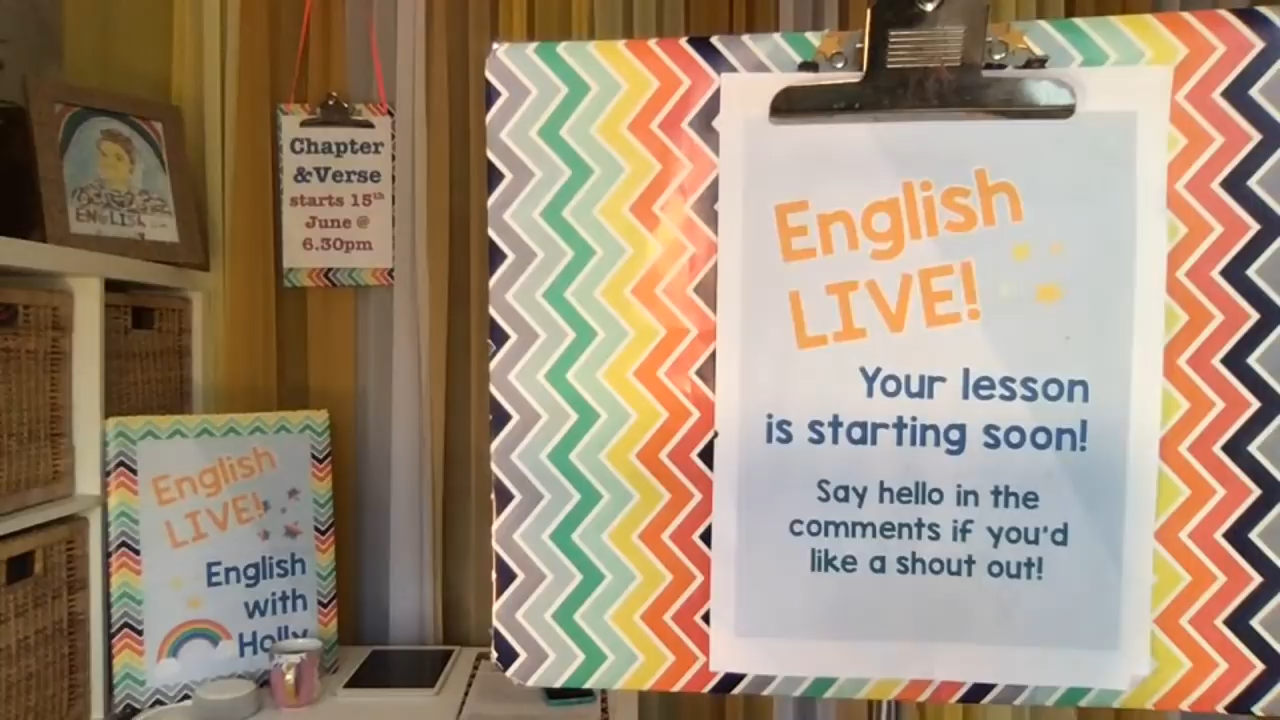 ENGLISH
Chapter
&Verse
starts 15th
June @
6.30pm
English
LIVE!
English
with
Holly
English
LIVE!
Your lesson
is starting soon!
Say hello in the
comments if you'd
like a shout out!